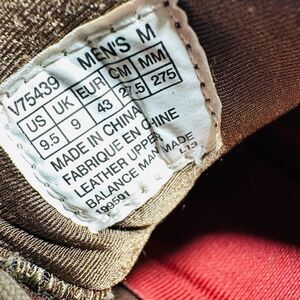 V75439 MEN'S M
US UK EUR CM MM
9.5 9 43 27.5 275
MADE IN CHINA
FABRIQUE EN CHINE
LEATHER UPPER
BALANCE MAN MADE
L13